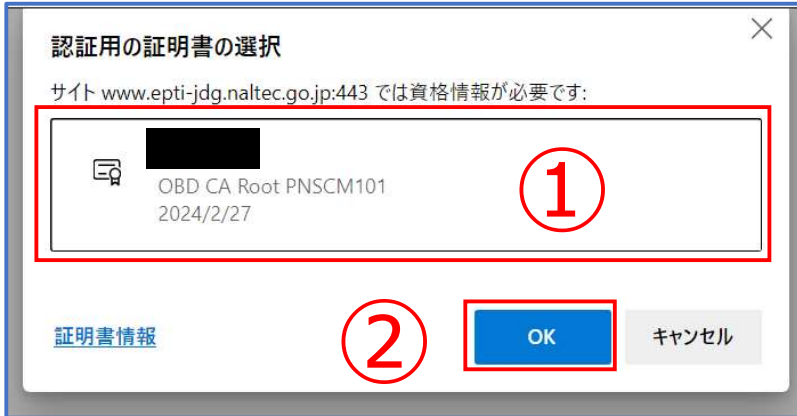 認証用の証明書の選択
サイト www.epti-jdg.naltec.go.jp:443 では資格情報が必要です:
OBD CA Root PNSCM101
2024/2/27
①
証明書情報
②
OK
キャンセル